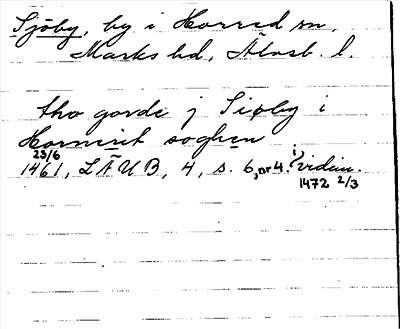 Sjöby, by i Horred sn,
Marks hd, Älvsb. l.
tho gorde j Siøby i
Horneret soghen
23/6
1461, LÄUB, 4, s. 6, nr 4. i vidim.
1472 2/3